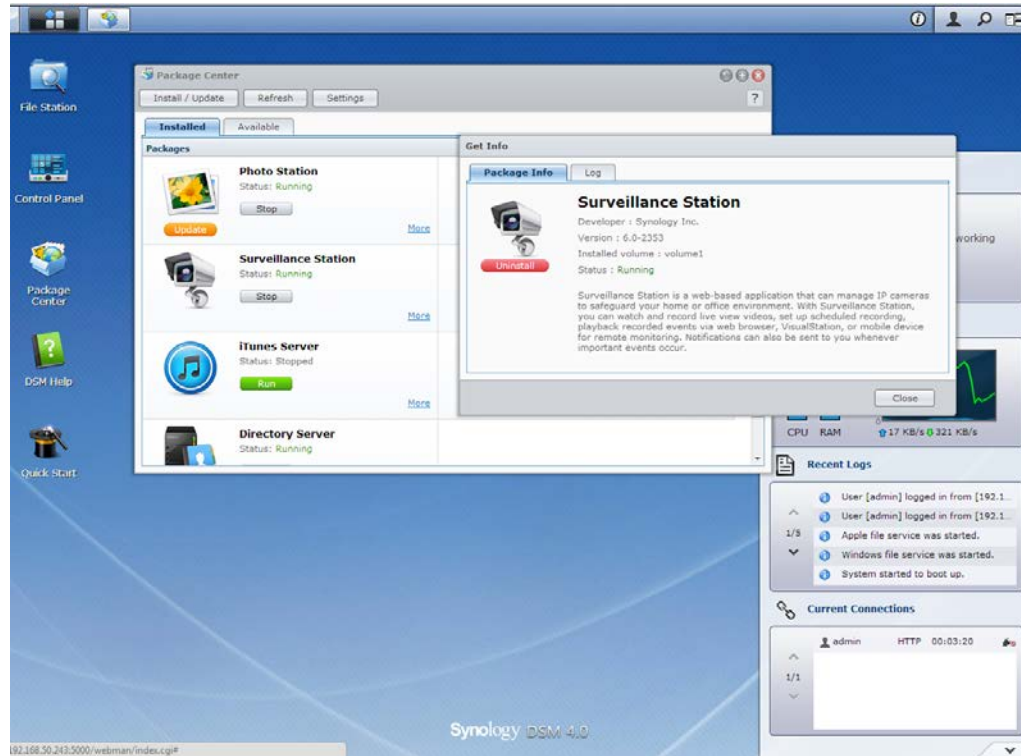 File Station
Control Panel
Package
Center
DSM Help
Quick Start
Package Center
Install / Update
Refresh
Settings
?
Installed
Available
Packages
Photo Station
Status: Running
Stop
Update
More
Surveillance Station
Status: Running
Stop
More
iTunes Server
Status: Stopped
Run
More
Directory Server
Status: Running
Get Info
Package Info
Log
Surveillance Station
Developer : Synology Inc.
Version : 6.0-2353
Installed volume : volume1
Status : Running
Uninstall
Surveillance Station is a web-based application that can manage IP cameras
to safeguard your home or office environment. With Surveillance Station,
you can watch and record live view videos, set up scheduled recording,
playback recorded events via web browser, VisualStation, or mobile device
for remote monitoring. Notifications can also be sent to you whenever
important events occur.
Close
working
0
CPU RAM 17 KB/s 321 KB/s
Recent Logs
User [admin] logged in from [192.1...
User [admin] logged in from [192.1...
1/5
Apple file service was started.
Windows file service was started.
System started to boot up.
Current Connections
admin HTTP 00:03:20
1/1
Synology DSM 4.0
92.168.50.243:5000/webman/index.cgi#